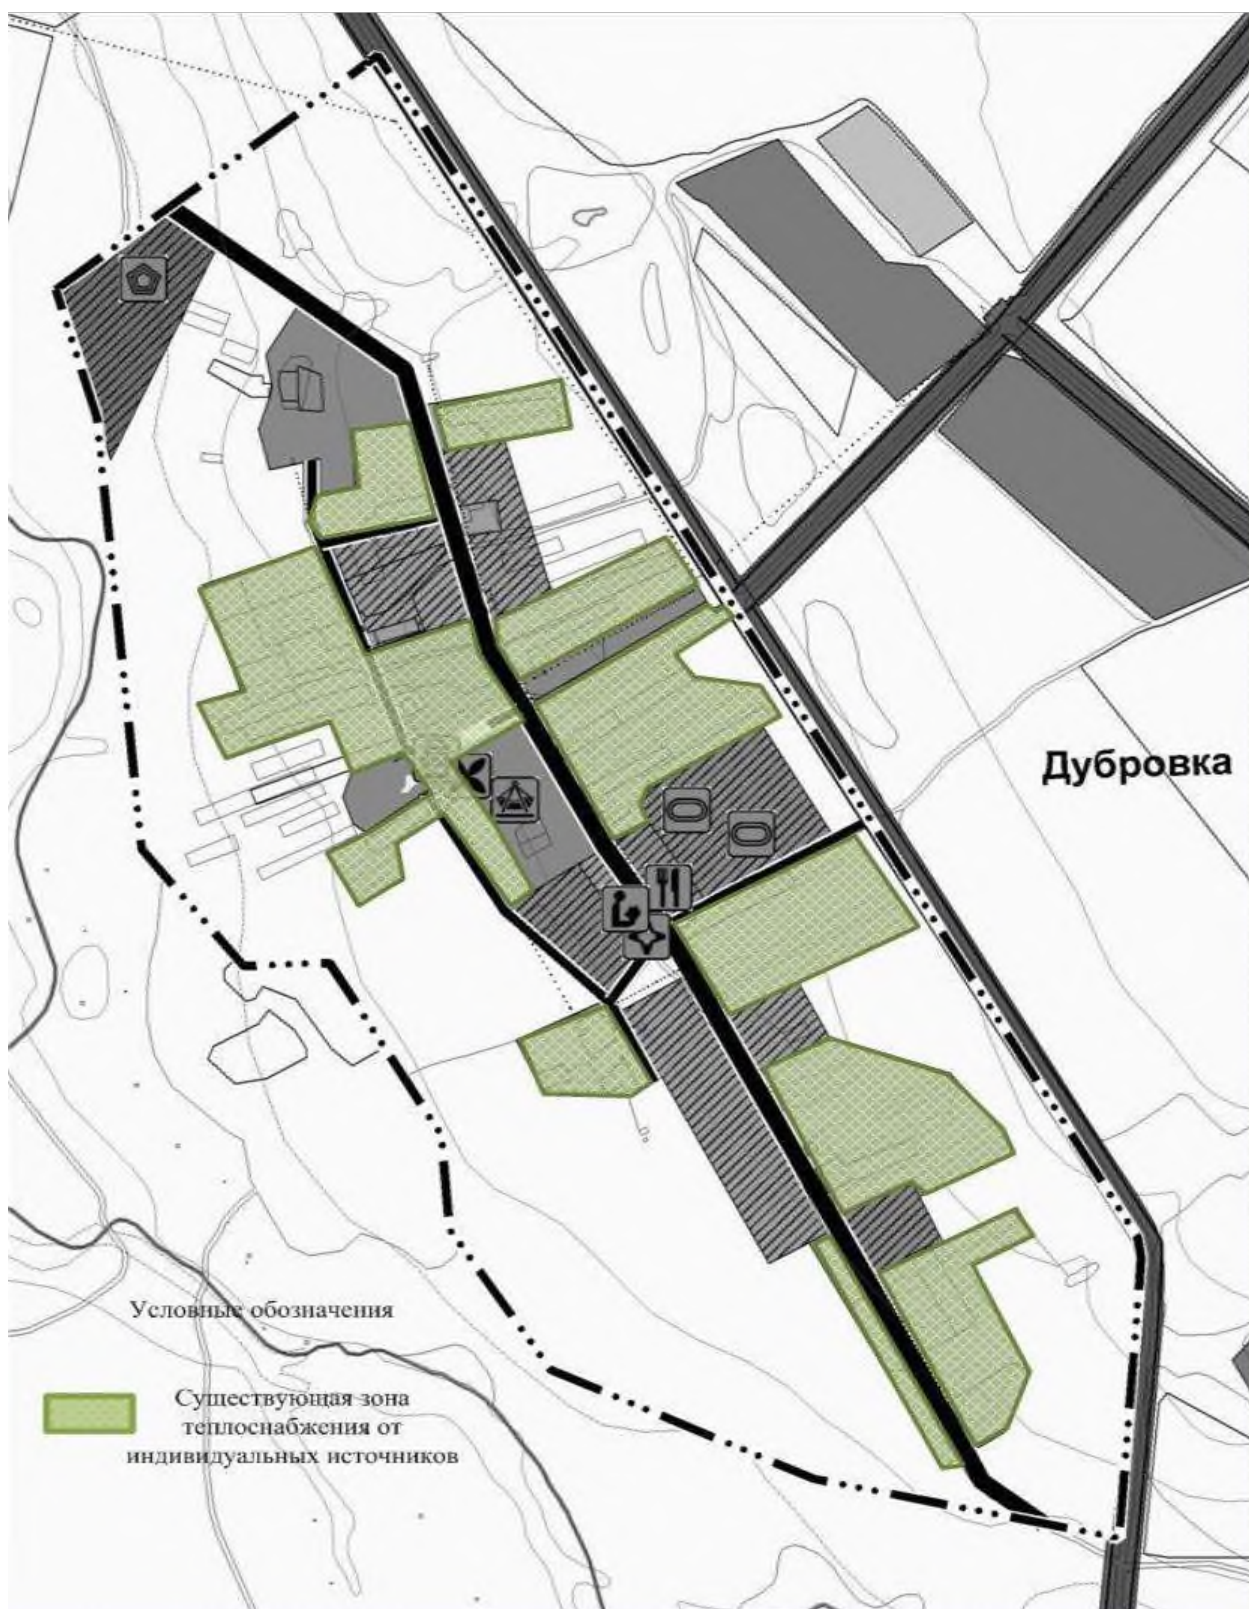 Дубровка
Условные обозначения
Существующая зона
теплоснабжения от
индивидуальных источников